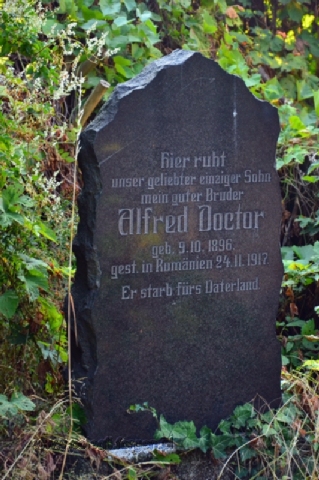 Hier ruht
unser geliebter einziger Sohn
mein guter Bruder
Alfred Doctor
geb. 5.10.1896.
gest. in Rumänien 24.11.1917.
Er starb fürs Vaterland.